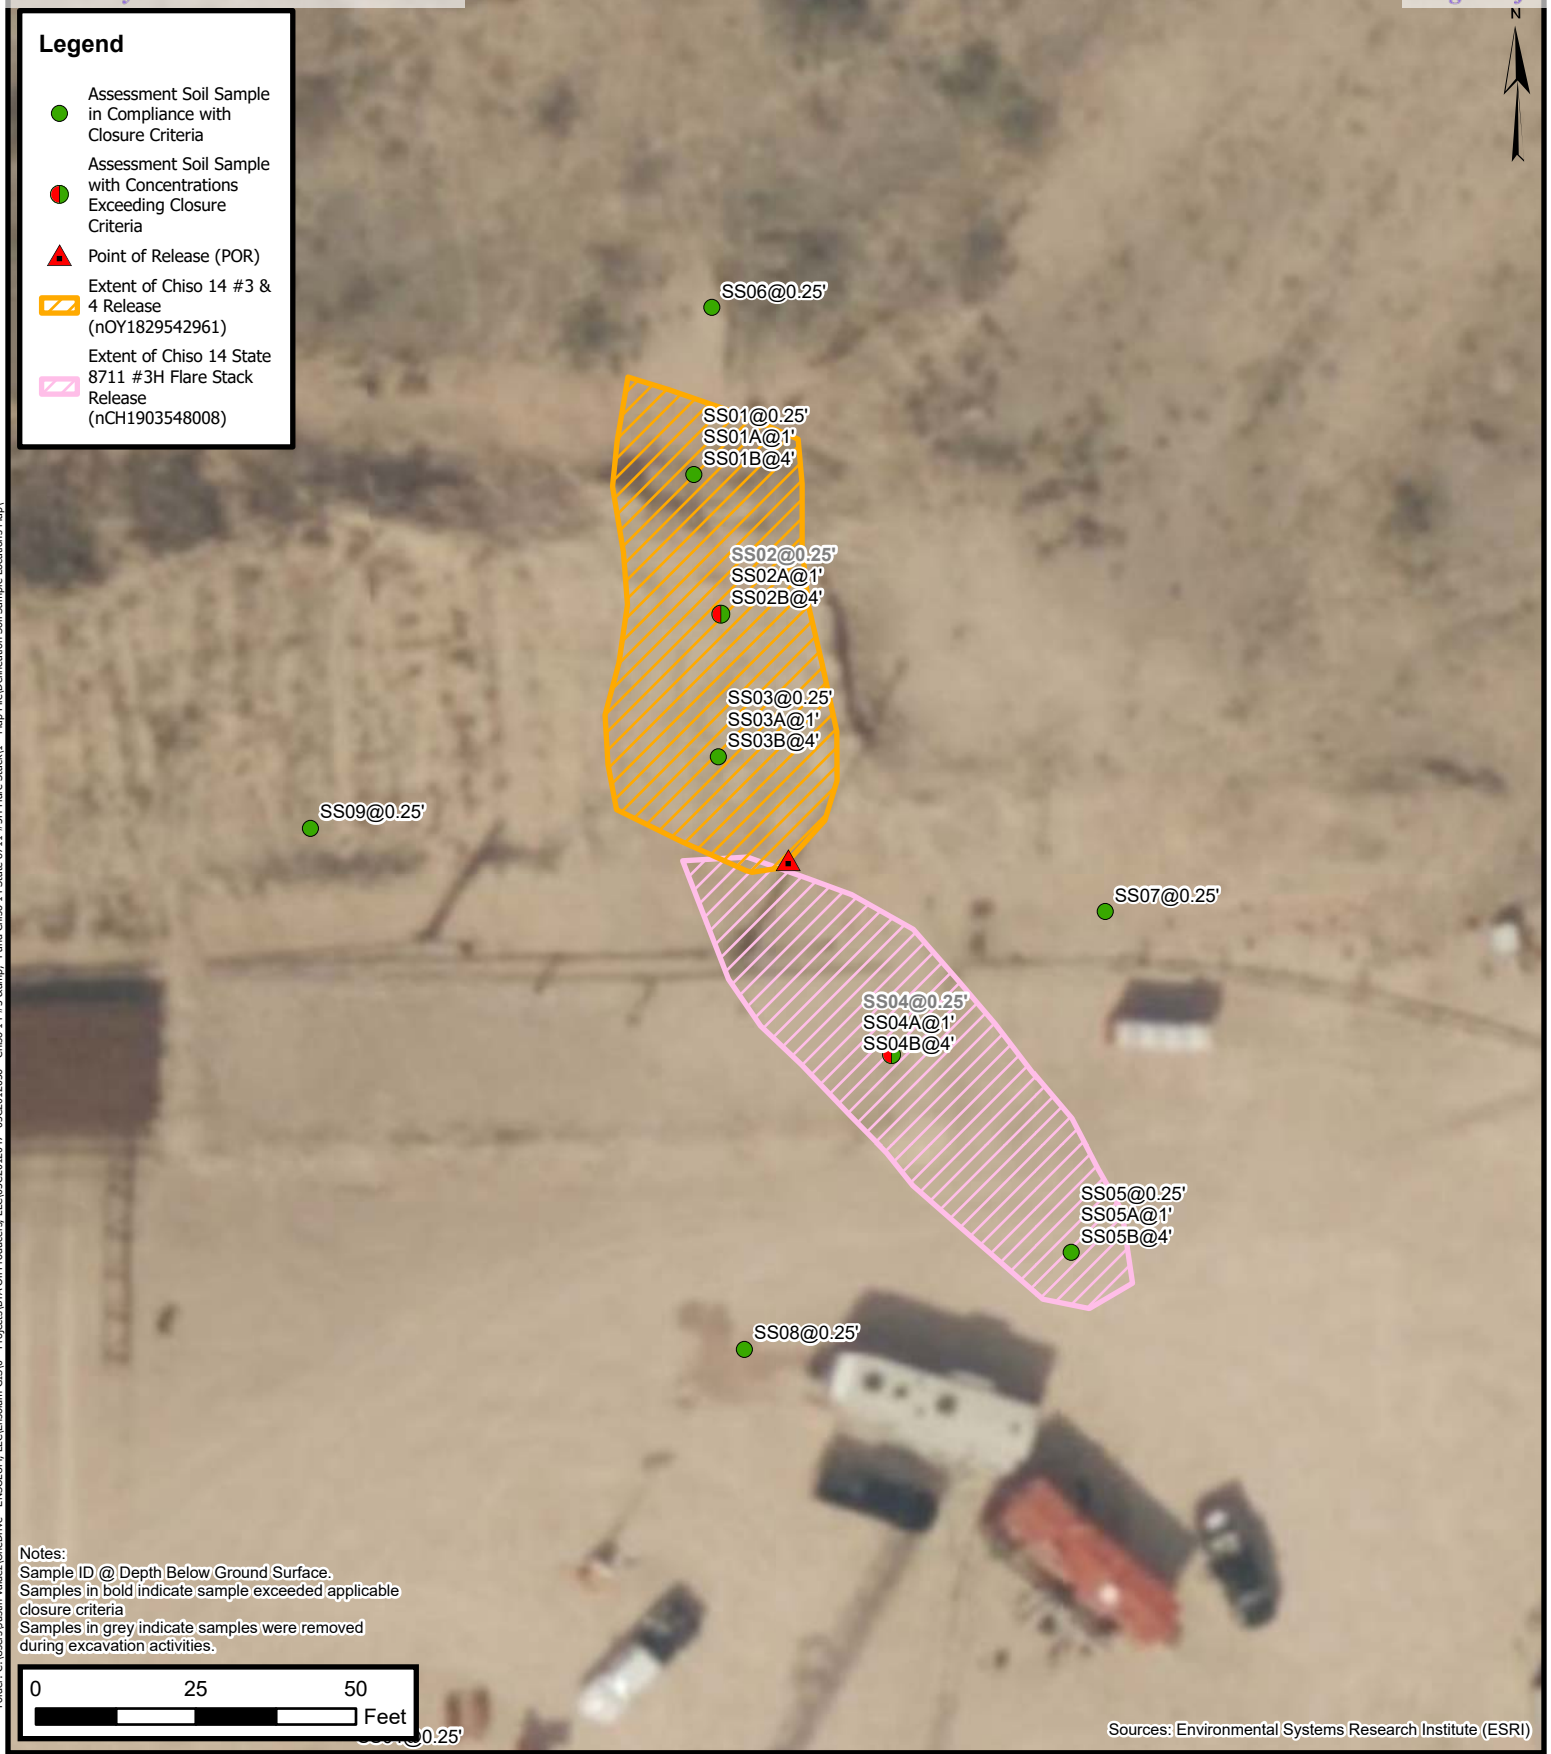 Legend
Assessment Soil Sample
in Compliance with
Closure Criteria
Assessment Soil Sample
with Concentrations
Exceeding Closure
Criteria
Point of Release (POR)
Extent of Chiso 14 #3 &
4 Release
(nOY1829542961)
Extent of Chiso 14 State
8711 #3H Flare Stack
Release
(nCH1903548008)
N
SS06@0.25'
SS01@0.25'
SS01A@1'
SS01B@4'
SS02@0.25'
SS02A@1'
SS02B@4'
SS03@0.25'
SS03A@1'
SS03B@4'
SS09@0.25'
SS07@0.25'
SS04@0.25'
SS04A@1'
SS04B@4'
SS05@0.25'
SS05A@1'
SS05B@4'
SS08@0.25'
Notes:
Sample ID @ Depth Below Ground Surface.
Samples in bold indicate sample exceeded applicable
closure criteria
Samples in grey indicate samples were removed
during excavation activities.
0 25 50
Feet
@0.25'
Sources: Environmental Systems Research Institute (ESRI)